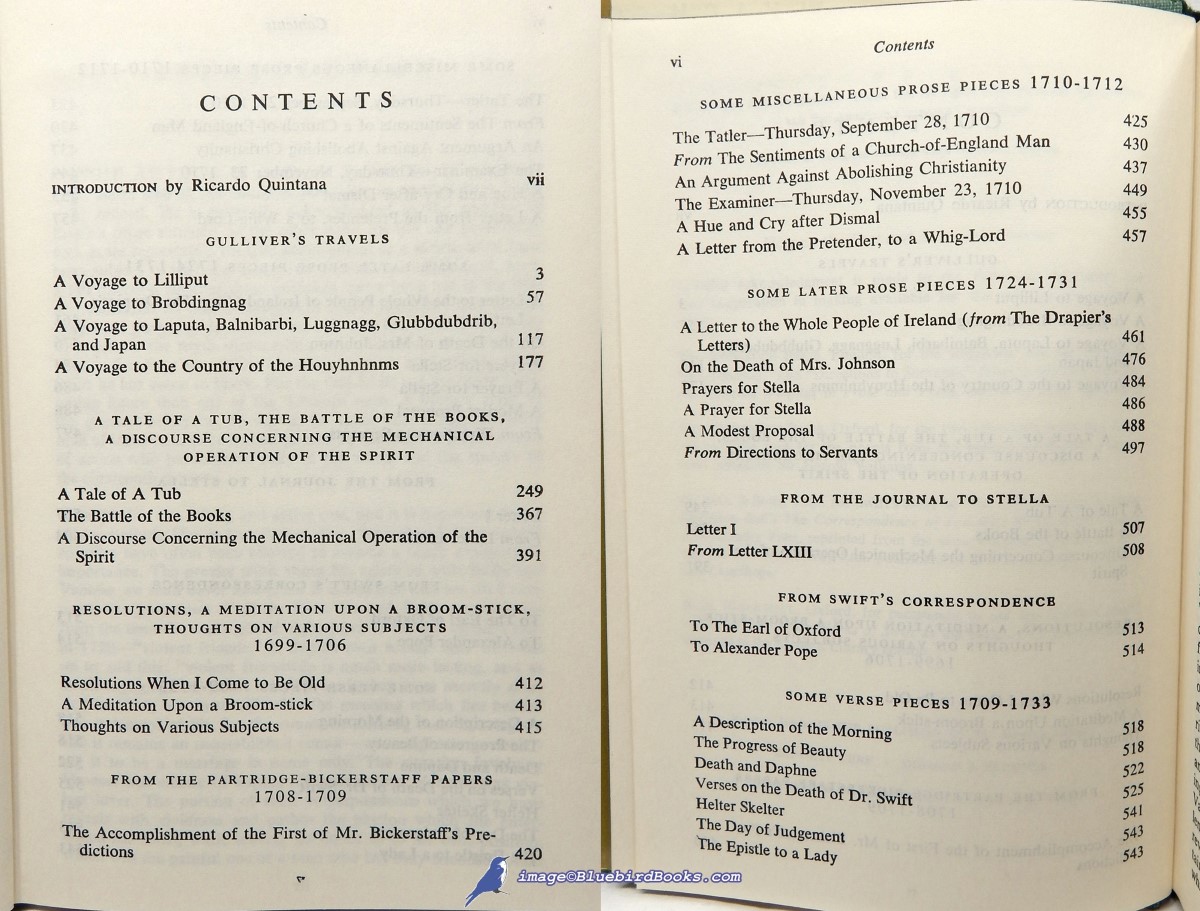 CONTENTS
INTRODUCTION by Ricardo Quintana vii
GULLIVER'S TRAVELS
A Voyage to Lilliput 3
A Voyage to Brobdingnag 57
A Voyage to Laputa, Balnibarbi, Luggnagg, Glubbdubdrib,
and Japan 117
A Voyage to the Country of the Houyhnhnms 177
A TALE OF A TUB, THE BATTLE OF THE BOOKS,
A DISCOURSE CONCERNING THE MECHANICAL
OPERATION OF THE SPIRIT
A Tale of A Tub 249
The Battle of the Books 367
A Discourse Concerning the Mechanical Operation of the
Spirit 391
RESOLUTIONS, A MEDITATION UPON A BROOM-STICK,
THOUGHTS ON VARIOUS SUBJECTS
1699-1706
Resolutions When I Come to Be Old 412
A Meditation Upon a Broom-stick 413
Thoughts on Various Subjects 415
FROM THE PARTRIDGE-BICKERSTAFF PAPERS
1708-1709
The Accomplishment of the First of Mr. Bickerstaff's Pre-
dictions 420
v
vi Contents
SOME MISCELLANEOUS PROSE PIECES 1710-1712
The Tatler—Thursday, September 28, 1710 425
From The Sentiments of a Church-of-England Man 430
An Argument Against Abolishing Christianity 437
The Examiner—Thursday, November 23, 1710 449
A Hue and Cry after Dismal 455
A Letter from the Pretender, to a Whig-Lord 457
SOME LATER PROSE PIECES 1724-1731
A Letter to the Whole People of Ireland (from The Drapier's
Letters) 461
On the Death of Mrs. Johnson 476
Prayers for Stella 484
A Prayer for Stella 486
A Modest Proposal 488
From Directions to Servants 497
FROM THE JOURNAL TO STELLA
Letter I 507
From Letter LXIII 508
FROM SWIFT'S CORRESPONDENCE
To The Earl of Oxford 513
To Alexander Pope 514
SOME VERSE PIECES 1709-1733
A Description of the Morning 518
The Progress of Beauty 518
Death and Daphne 522
Verses on the Death of Dr. Swift 525
Helter Skelter 541
The Day of Judgement 543
The Epistle to a Lady 543
image©BluebirdBooks.com